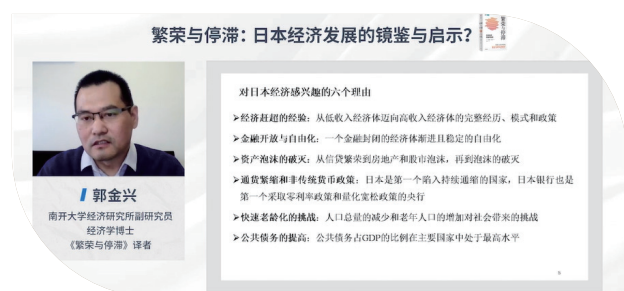 繁荣与停滞：日本经济发展的镜鉴与启示？
繁荣与停滞
郭金兴
南开大学经济研究所副研究员
经济学博士
《繁荣与停滞》译者
对日本经济感兴趣的六个理由
➢经济赶超的经验：从低收入经济体迈向高收入经济体的完整经历、模式和政策
➢金融开放与自由化：一个金融封闭的经济体渐进且稳定的自由化
➢资产泡沫的破灭：从信贷繁荣到房地产和股市泡沫，再到泡沫的破灭
➢通货紧缩和非传统货币政策：日本是第一个陷入持续通缩的国家，日本银行也是
第一个采取零利率政策和量化宽松政策的央行
➢快速老龄化的挑战：人口总量的减少和老年人口的增加对社会带来的挑战
➢公共债务的提高：公共债务占GDP的比例在主要国家中处于最高水平